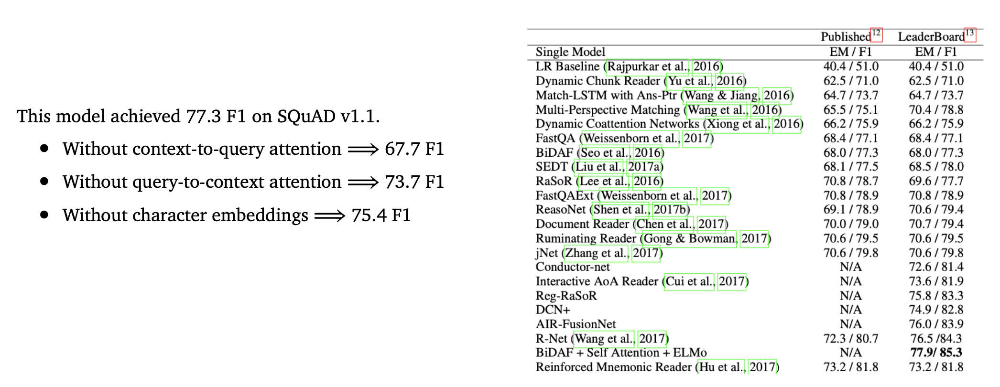 This model achieved 77.3 F1 on SQuAD v1.1.
● Without context-to-query attention ⟹ 67.7 F1
● Without query-to-context attention ⟹ 73.7 F1
● Without character embeddings ⟹ 75.4 F1
Published12 LeaderBoard13
Single Model EM / F1 EM / F1
LR Baseline (Rajpurkar et al., 2016) 40.4 / 51.0 40.4 / 51.0
Dynamic Chunk Reader (Yu et al., 2016) 62.5 / 71.0 62.5 / 71.0
Match-LSTM with Ans-Ptr (Wang & Jiang, 2016) 64.7 / 73.7 64.7 / 73.7
Multi-Perspective Matching (Wang et al., 2016) 65.5 / 75.1 70.4 / 78.8
Dynamic Coattention Networks (Xiong et al., 2016) 66.2 / 75.9 66.2 / 75.9
FastQA (Weissenborn et al., 2017) 68.4 / 77.1 68.4 / 77.1
BiDAF (Seo et al., 2016) 68.0 / 77.3 68.0 / 77.3
SEDT (Liu et al., 2017a) 68.1 / 77.5 68.5 / 78.0
RaSoR (Lee et al., 2016) 70.8 / 78.7 69.6 / 77.7
FastQAExt (Weissenborn et al., 2017) 70.8 / 78.9 70.8 / 78.9
ReasoNet (Shen et al., 2017b) 69.1 / 78.9 70.6 / 79.4
Document Reader (Chen et al., 2017) 70.0 / 79.0 70.7 / 79.4
Ruminating Reader (Gong & Bowman, 2017) 70.6 / 79.5 70.6 / 79.5
jNet (Zhang et al., 2017) 70.6 / 79.8 70.6 / 79.8
Conductor-net N/A 72.6 / 81.4
Interactive AoA Reader (Cui et al., 2017) N/A 73.6 / 81.9
Reg-RaSoR N/A 75.8 / 83.3
DCN+ N/A 74.9 / 82.8
AIR-FusionNet N/A 76.0 / 83.9
R-Net (Wang et al., 2017) 72.3 / 80.7 76.5 /84.3
BiDAF + Self Attention + ELMo N/A 77.9/ 85.3
Reinforced Mnemonic Reader (Hu et al., 2017) 73.2 / 81.8 73.2 / 81.8